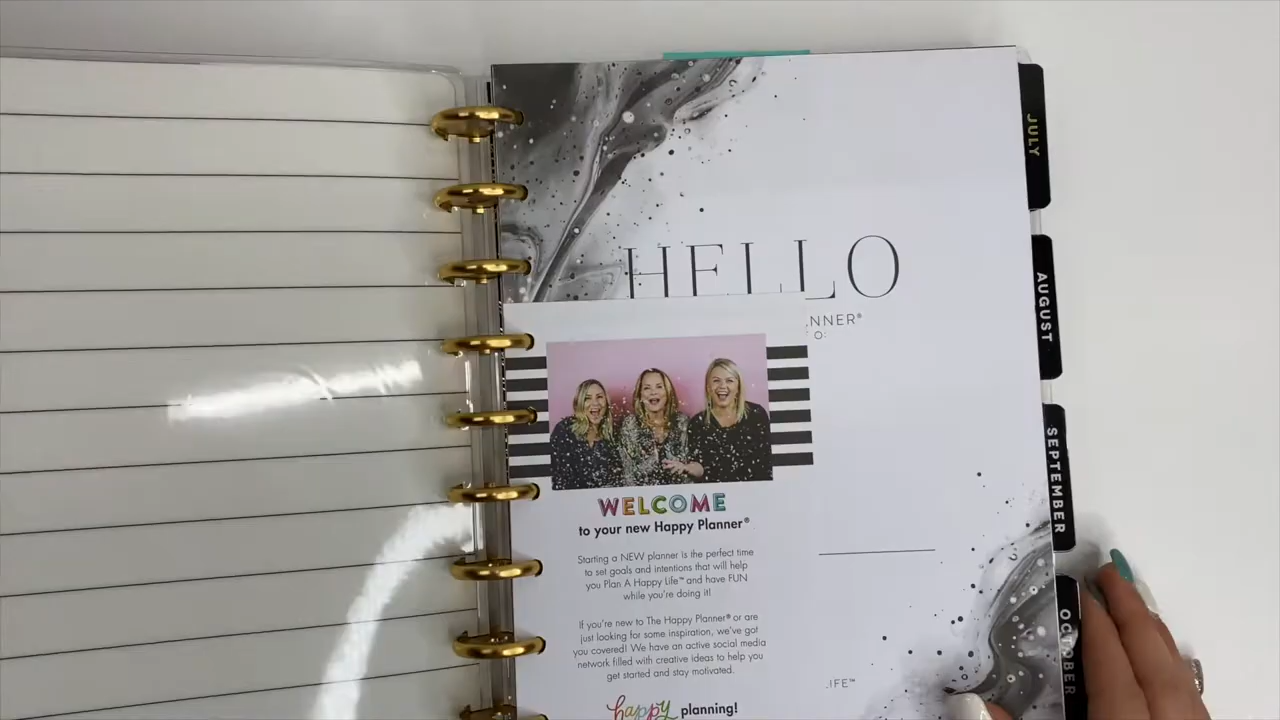 HELLO
NNER®
O:
WELCOME
to your new Happy Planner®
Starting a NEW planner is the perfect time
to set goals and intentions that will help
you Plan A Happy Life™ and have FUN
while you're doing it!
If you're new to The Happy Planner® or are
just looking for some inspiration, we've got
you covered! We have an active social media
network filled with creative ideas to help you
get started and stay motivated.
happy planning!
LIFE™
JULY
AUGUST
SEPTEMBER
OCTOBER